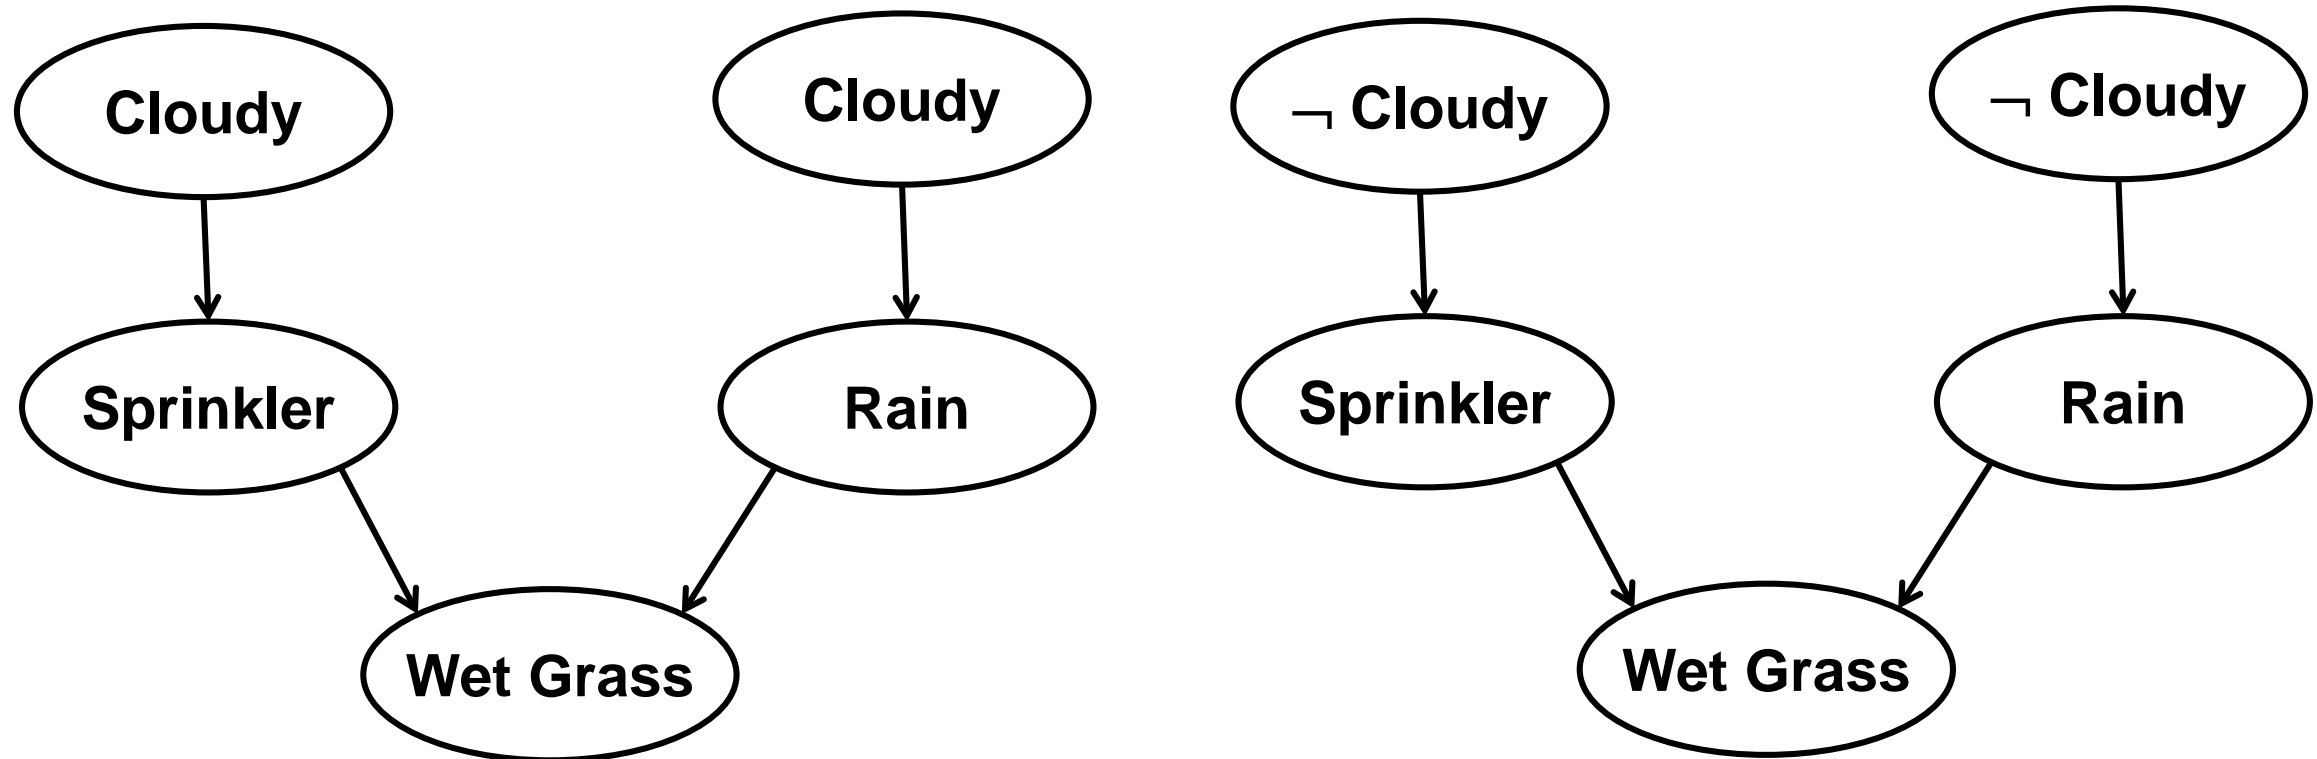 Cloudy
Cloudy
¬ Cloudy
¬ Cloudy
Sprinkler
Rain
Sprinkler
Rain
Wet Grass
Wet Grass